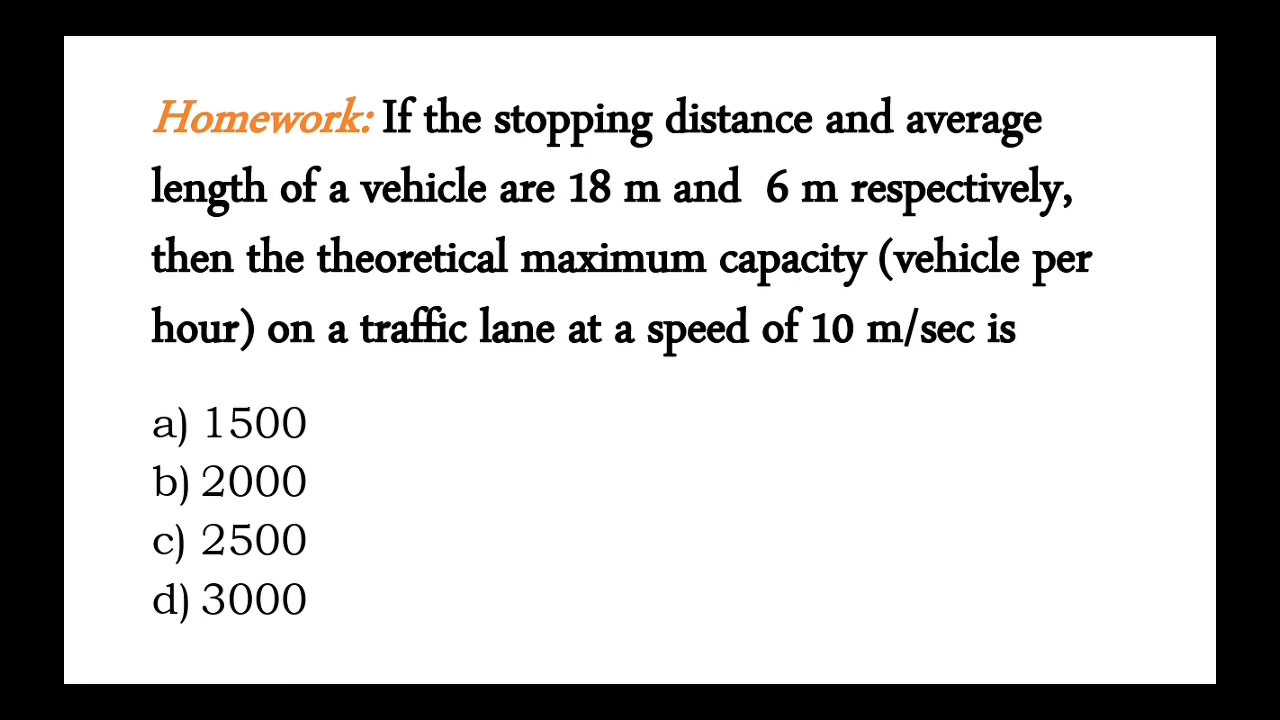 Homework: If the stopping distance and average
length of a vehicle are 18 m and  6 m respectively,
then the theoretical maximum capacity (vehicle per
hour) on a traffic lane at a speed of 10 m/sec is
a) 1500
b) 2000
c) 2500
d) 3000